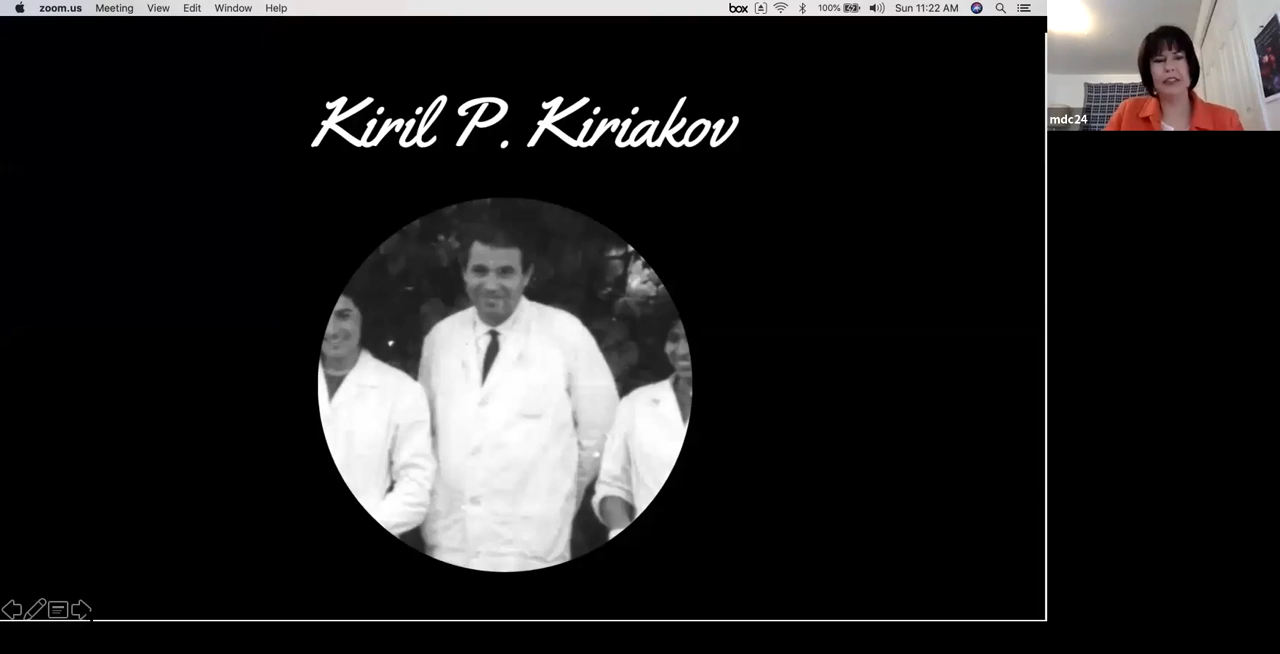 zoom.us Meeting View Edit Window Help box 100% Sun 11:22 AM
Kiril P. Kiriakov
mdc24